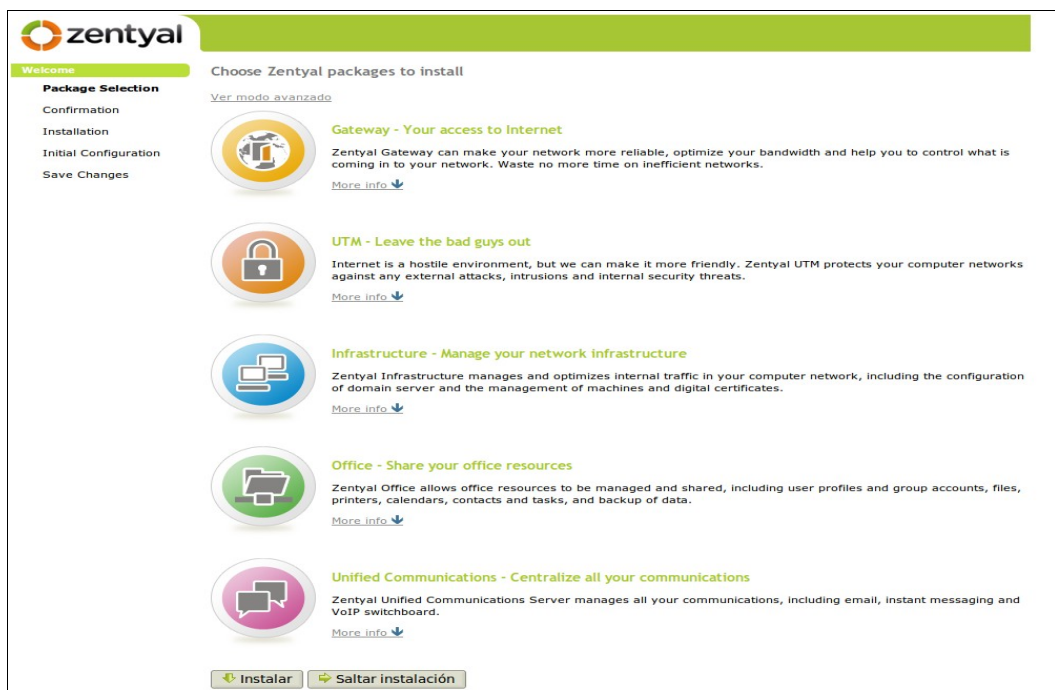 zentyal
Welcome
Package Selection
Confirmation
Installation
Initial Configuration
Save Changes
Choose Zentyal packages to install
Ver modo avanzado
Gateway - Your access to Internet
Zentyal Gateway can make your network more reliable, optimize your bandwidth and help you to control what is
coming in to your network. Waste no more time on inefficient networks.
More info
UTM - Leave the bad guys out
Internet is a hostile environment, but we can make it more friendly. Zentyal UTM protects your computer networks
against any external attacks, intrusions and internal security threats.
More info
Infrastructure - Manage your network infrastructure
Zentyal Infrastructure manages and optimizes internal traffic in your computer network, including the configuration
of domain server and the management of machines and digital certificates.
More info
Office - Share your office resources
Zentyal Office allows office resources to be managed and shared, including user profiles and group accounts, files,
printers, calendars, contacts and tasks, and backup of data.
More info
Unified Communications - Centralize all your communications
Zentyal Unified Communications Server manages all your communications, including email, instant messaging and
VoIP switchboard.
More info
Instalar
Saltar instalación